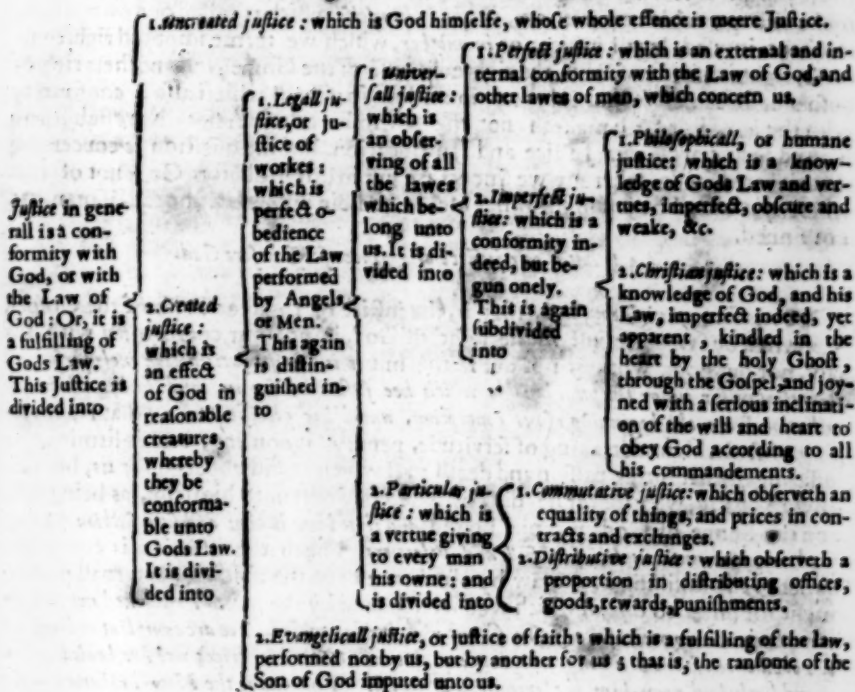 Justice in gene-
rall is a con-
formity with
God, or with
the Law of
God: Or, it is
a fulfilling of
Gods Law.
This Justice is
divided into
1. Uncreated justice: which is God himselfe, whose whole essence is meere Justice.
2. Created
justice:
which is
an effect
of God in
reasonable
creatures,
whereby
they be
conforma-
ble unto
Gods Law.
It is divi-
ded into
1. Legall ju-
stice, or ju-
stice of
workes:
which is
perfect o-
bedience
of the Law
performed
by Angels
or Men.
This again
is distin-
guished in-
to
1 Univer-
sall justice:
which is
an obser-
ving of all
the lawes
which be-
long unto
us. It is di-
vided into
1. Perfect justice: which is an external and in-
ternal conformity with the Law of God, and
other lawes of men, which concern us.
2. Imperfect ju-
stice: which is a
conformity in-
deed, but be-
gun onely.
This is again
subdivided
into
1. Philosophicall, or humane
justice: which is a know-
ledge of Gods Law and ver-
tues, imperfect, obscure and
weake, &c.
2. Christian justice: which is a
knowledge of God, and his
Law, imperfect indeed, yet
apparent, kindled in the
heart by the holy Ghost,
through the Gospel, and joy-
ned with a serious inclinati-
on of the will and heart to
obey God according to all
his commandements.
2. Particular ju-
stice: which is
a vertue giving
to every man
his owne: and
is divided into
1. Commutative justice: which observeth an
equality of things, and prices in con-
tracts and exchanges.
2. Distributive justice: which observeth a
proportion in distributing offices,
goods, rewards, punishments.
2. Evangelicall justice, or justice of faith: which is a fulfilling of the law,
performed not by us, but by another for us; that is, the ransome of the
Son of God imputed unto us.